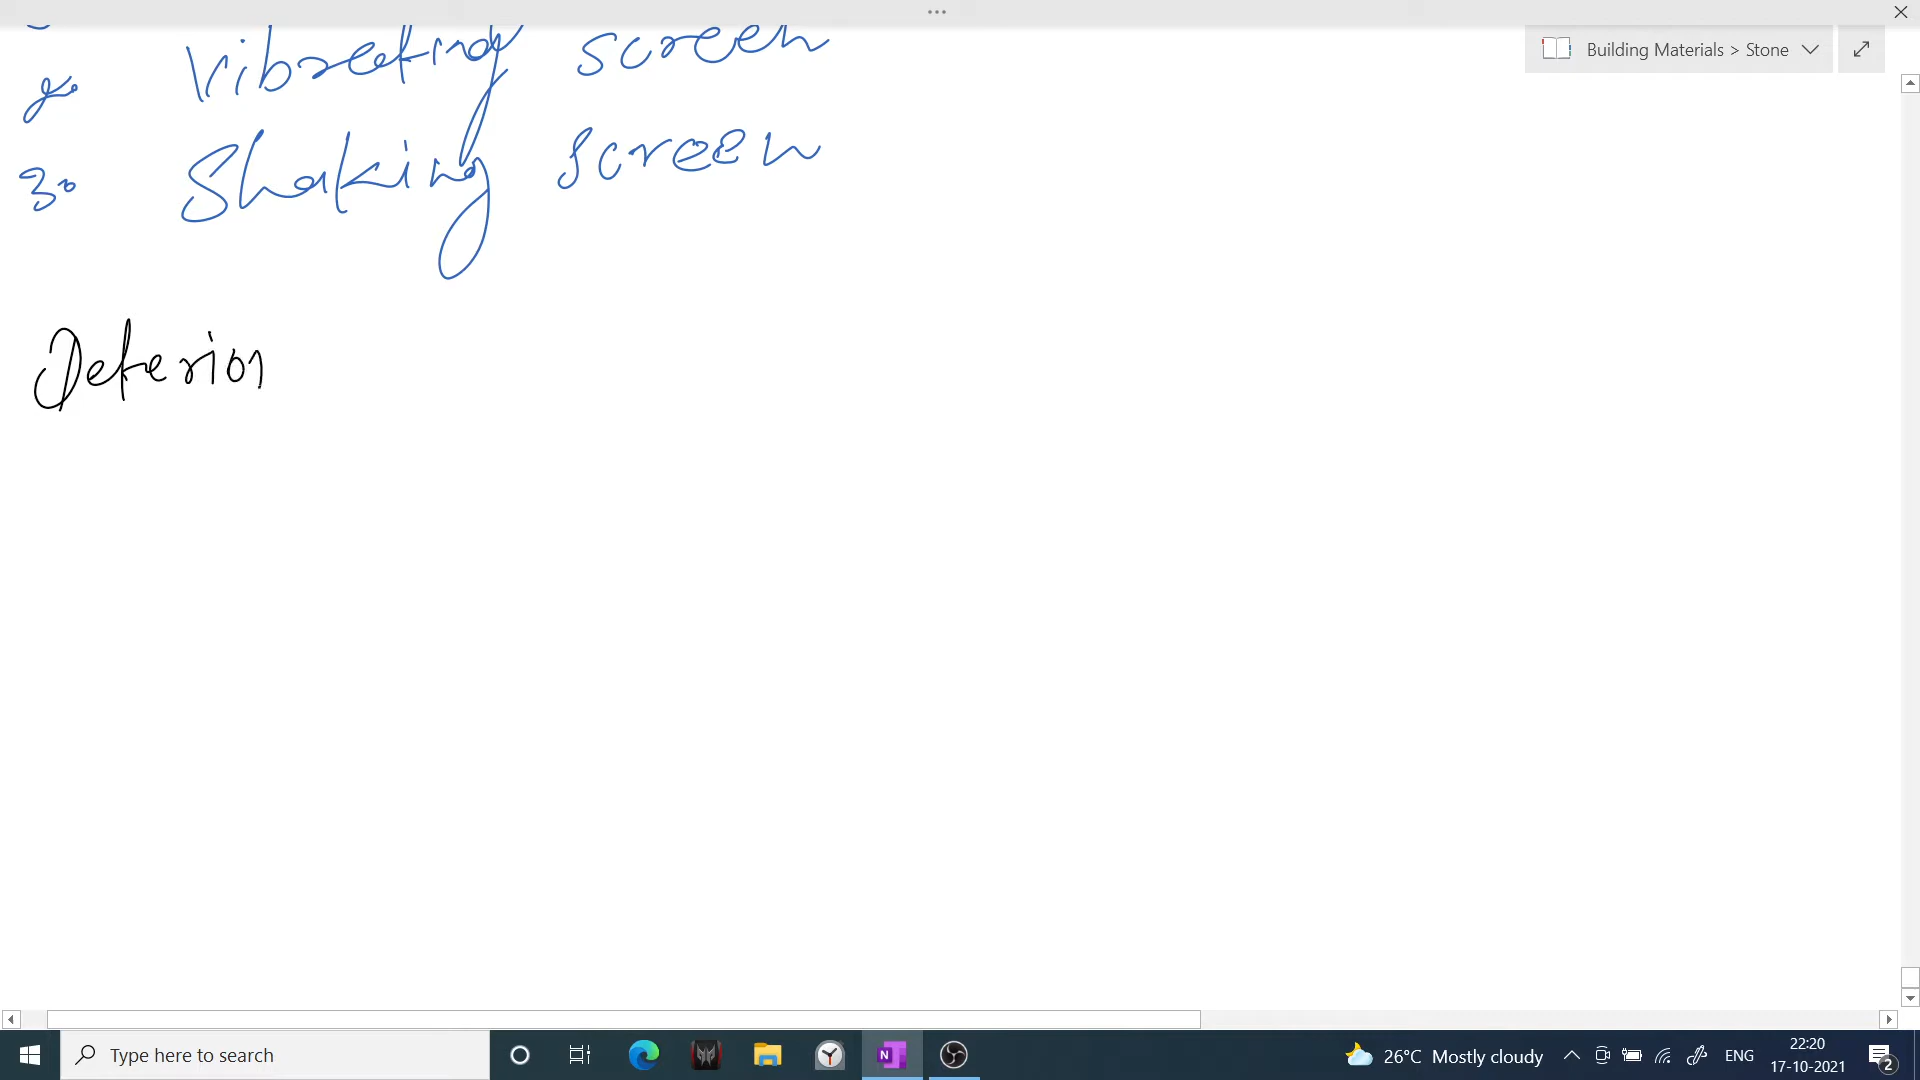 Vibrating screen
Building Materials > Stone
2.
3. Shaking screen
Deterior
Type here to search
26°C Mostly cloudy
ENG
22:20
17-10-2021
2